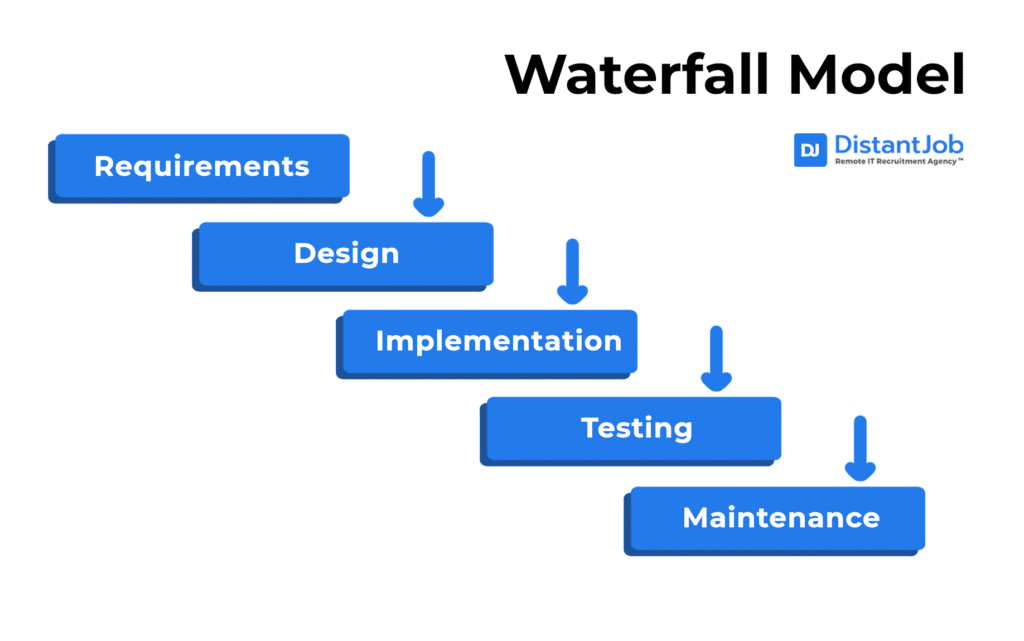 Waterfall Model
DJ DistantJob
Remote IT Recruitment Agency™
Requirements
Design
Implementation
Testing
Maintenance